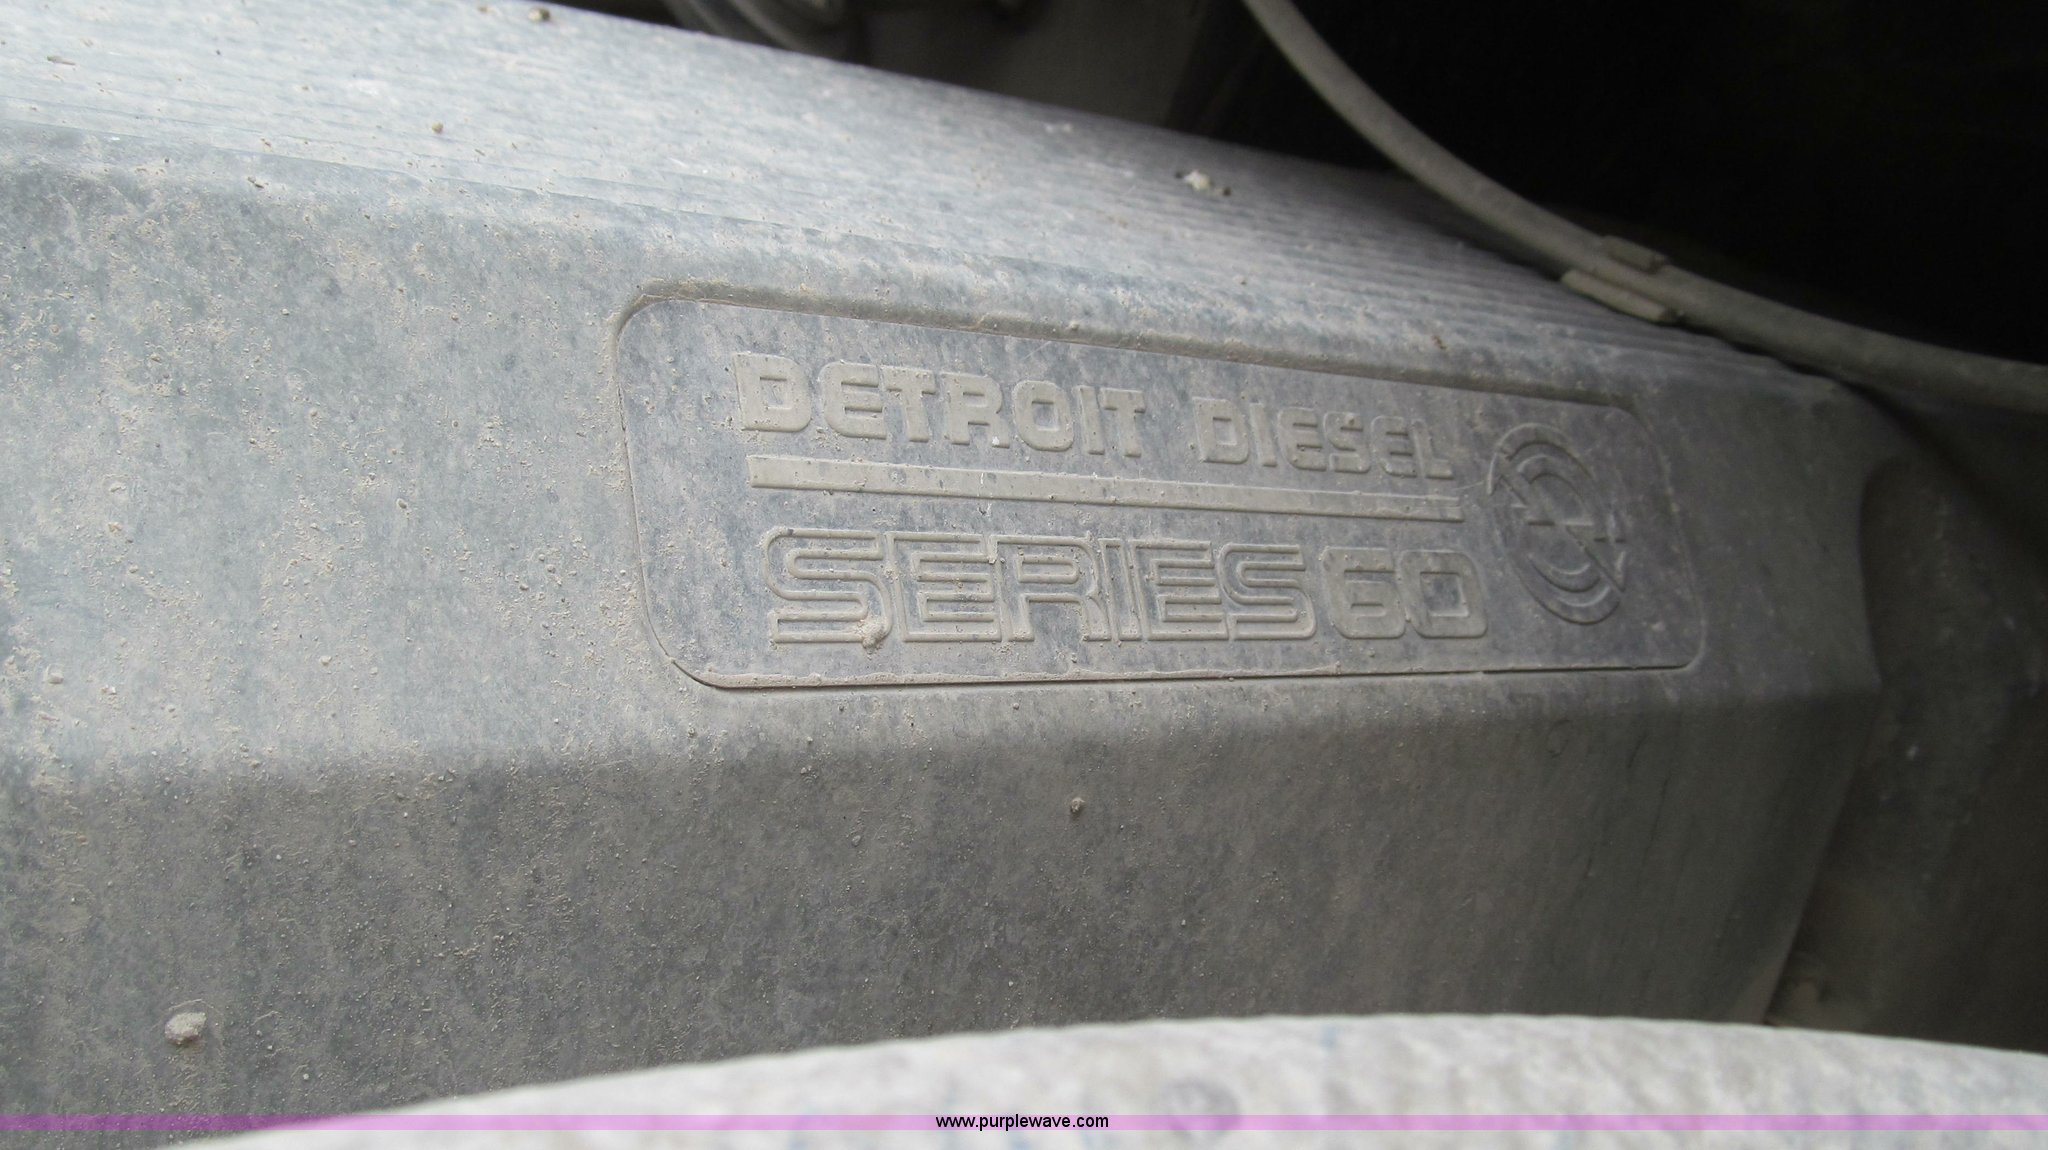 DETROIT DIESEL
SERIES 60
www.purplewave.com